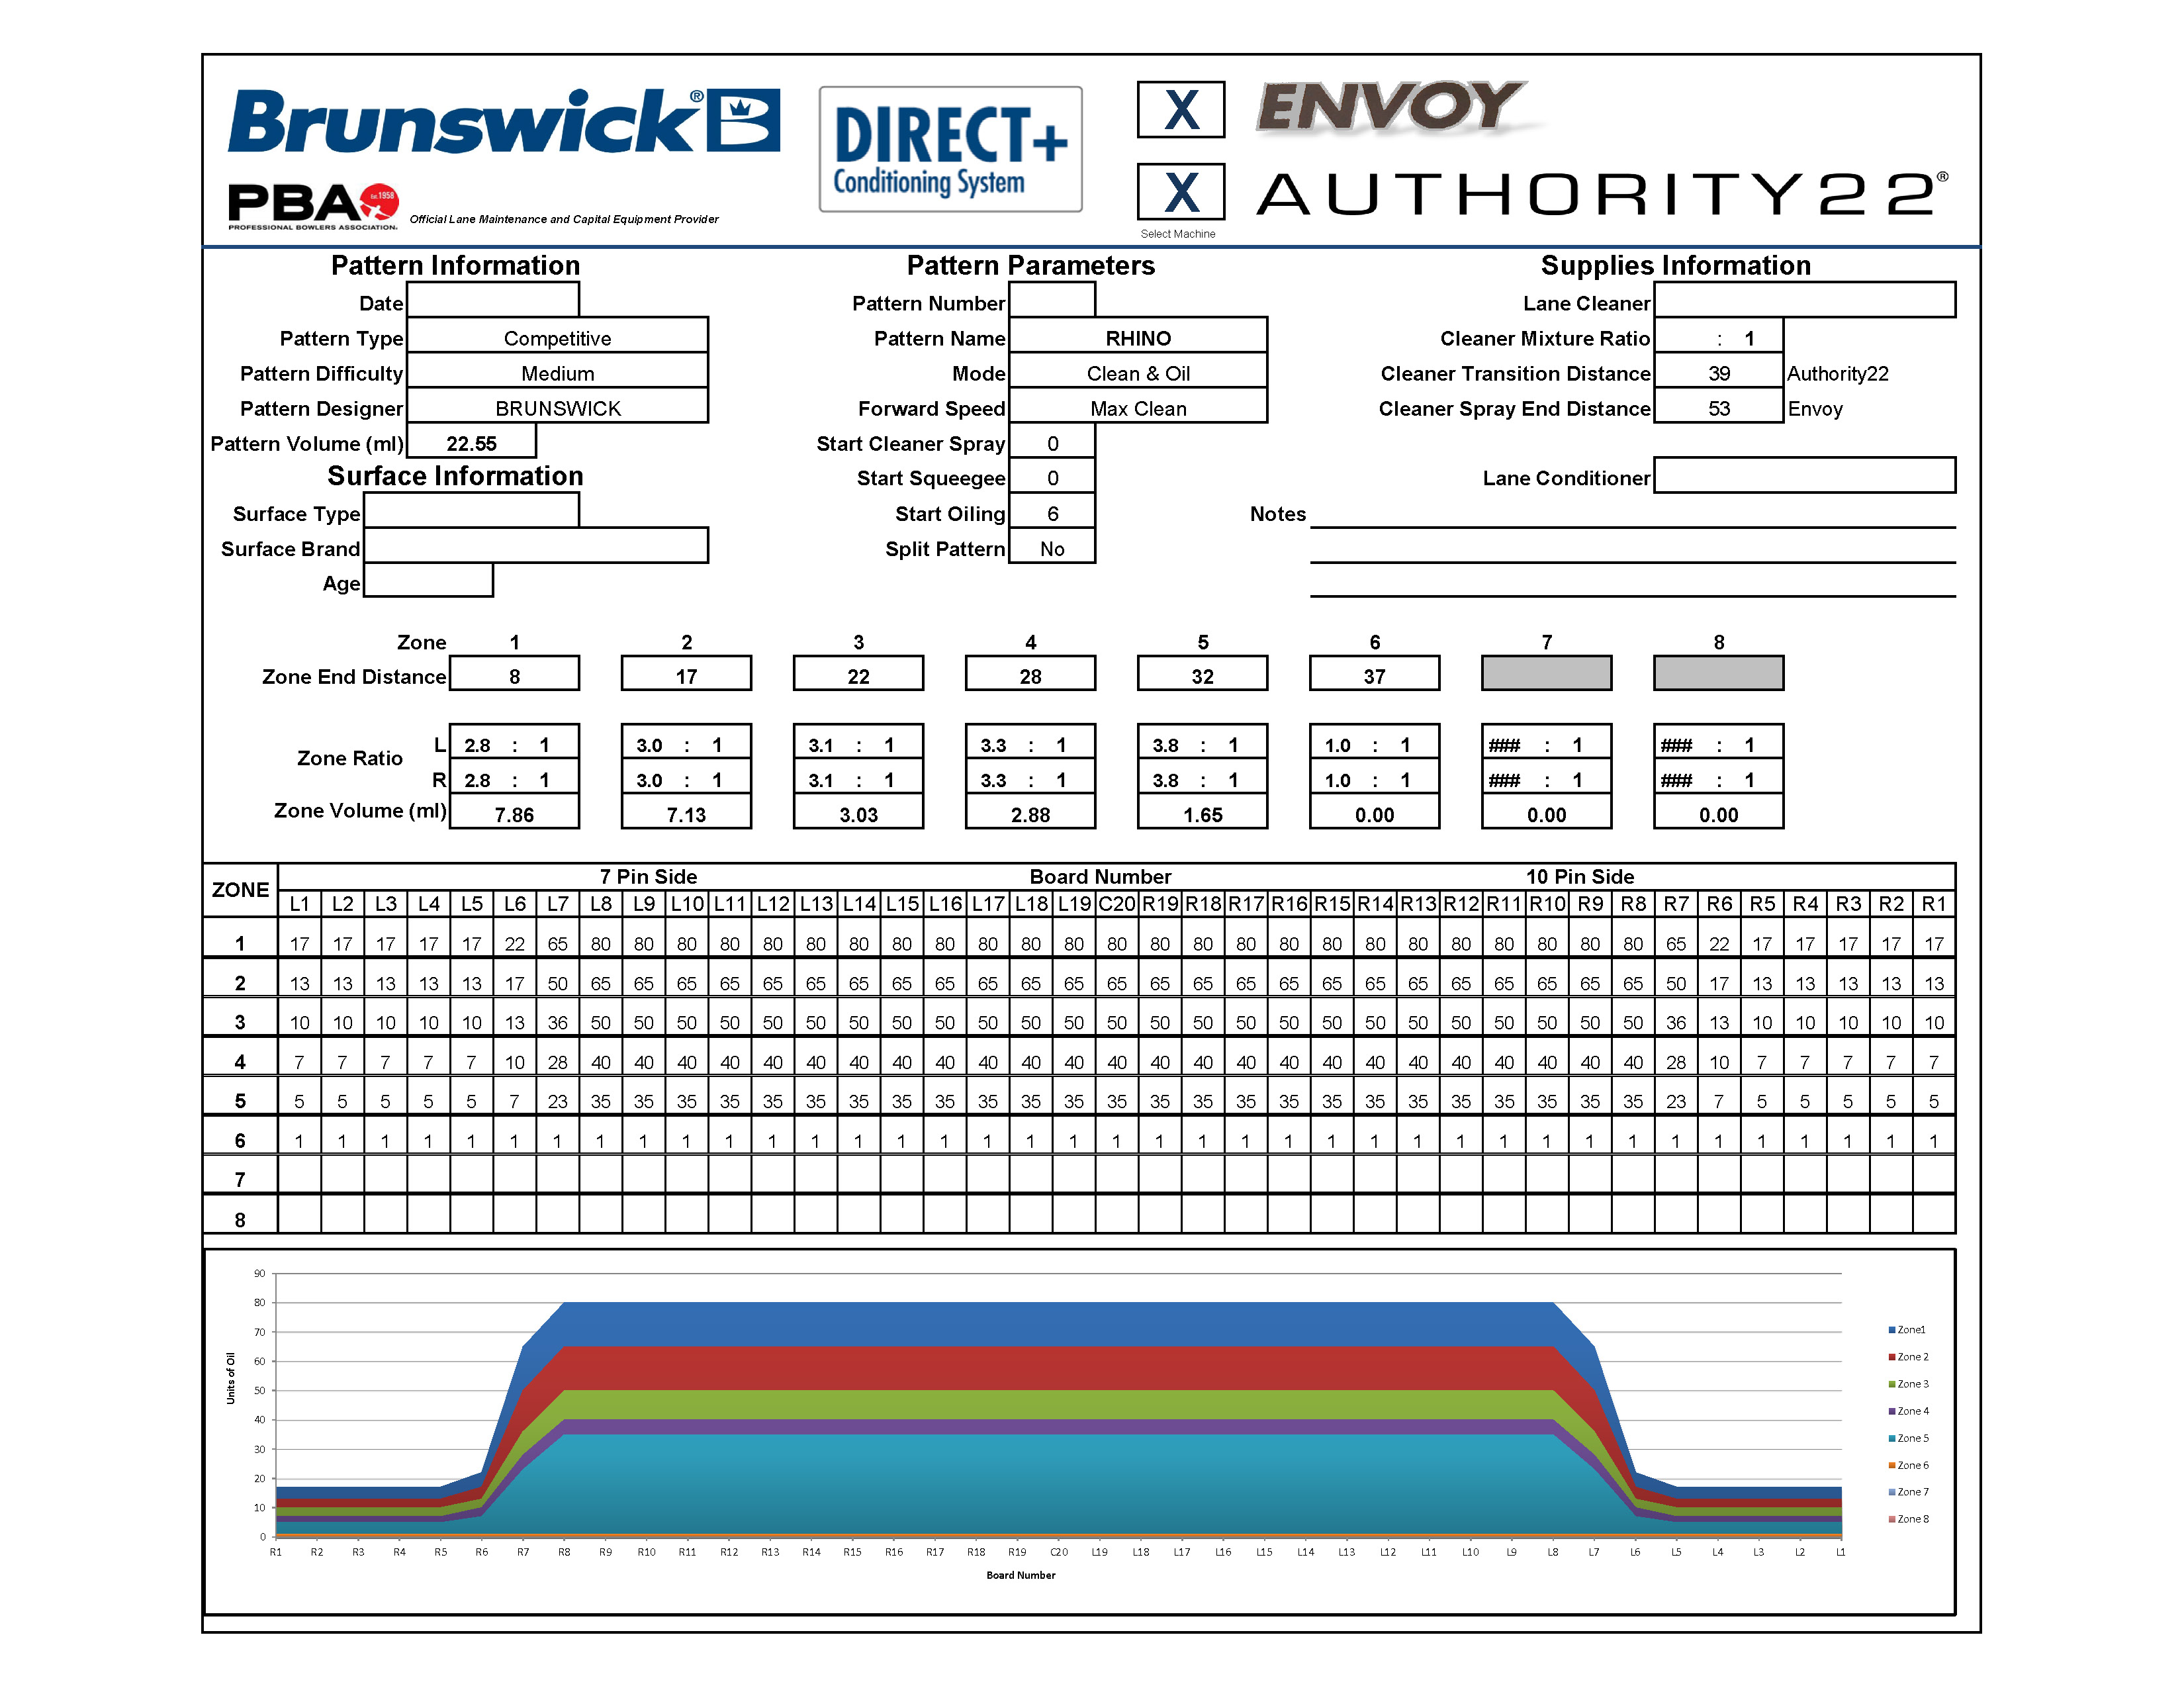 Brunswick® B
DIRECT+
Conditioning System
X ENVOY
X AUTHORITY22®
Select Machine
PBA est. 1958
PROFESSIONAL BOWLERS ASSOCIATION.
Official Lane Maintenance and Capital Equipment Provider
Pattern Information
Date
Pattern Type Competitive
Pattern Difficulty Medium
Pattern Designer BRUNSWICK
Pattern Volume (ml) 22.55
Surface Information
Surface Type
Surface Brand
Age
Pattern Parameters
Pattern Number
Pattern Name RHINO
Mode Clean & Oil
Forward Speed Max Clean
Start Cleaner Spray 0
Start Squeegee 0
Start Oiling 6
Split Pattern No
Supplies Information
Lane Cleaner
Cleaner Mixture Ratio : 1
Cleaner Transition Distance 39 Authority22
Cleaner Spray End Distance 53 Envoy
Lane Conditioner
Notes
Zone 1 2 3 4 5 6 7 8
Zone End Distance 8 17 22 28 32 37
Zone Ratio
L 2.8 : 1 3.0 : 1 3.1 : 1 3.3 : 1 3.8 : 1 1.0 : 1 ### : 1 ### : 1
R 2.8 : 1 3.0 : 1 3.1 : 1 3.3 : 1 3.8 : 1 1.0 : 1 ### : 1 ### : 1
Zone Volume (ml) 7.86 7.13 3.03 2.88 1.65 0.00 0.00 0.00
ZONE 7 Pin Side Board Number 10 Pin Side
L1 L2 L3 L4 L5 L6 L7 L8 L9 L10 L11 L12 L13 L14 L15 L16 L17 L18 L19 C20 R19 R18 R17 R16 R15 R14 R13 R12 R11 R10 R9 R8 R7 R6 R5 R4 R3 R2 R1
1 17 17 17 17 17 22 65 80 80 80 80 80 80 80 80 80 80 80 80 80 80 80 80 80 80 80 80 80 80 80 80 80 65 22 17 17 17 17 17
2 13 13 13 13 13 17 50 65 65 65 65 65 65 65 65 65 65 65 65 65 65 65 65 65 65 65 65 65 65 65 65 65 50 17 13 13 13 13 13
3 10 10 10 10 10 13 36 50 50 50 50 50 50 50 50 50 50 50 50 50 50 50 50 50 50 50 50 50 50 50 50 50 36 13 10 10 10 10 10
4 7 7 7 7 7 10 28 40 40 40 40 40 40 40 40 40 40 40 40 40 40 40 40 40 40 40 40 40 40 40 40 40 28 10 7 7 7 7 7
5 5 5 5 5 5 7 23 35 35 35 35 35 35 35 35 35 35 35 35 35 35 35 35 35 35 35 35 35 35 35 35 35 23 7 5 5 5 5 5
6 1 1 1 1 1 1 1 1 1 1 1 1 1 1 1 1 1 1 1 1 1 1 1 1 1 1 1 1 1 1 1 1 1 1 1 1 1 1 1
7
8
Units of Oil
90
80
70
60
50
40
30
20
10
0
R1 R2 R3 R4 R5 R6 R7 R8 R9 R10 R11 R12 R13 R14 R15 R16 R17 R18 R19 C20 L19 L18 L17 L16 L15 L14 L13 L12 L11 L10 L9 L8 L7 L6 L5 L4 L3 L2 L1
Board Number
Zone1
Zone 2
Zone 3
Zone 4
Zone 5
Zone 6
Zone 7
Zone 8